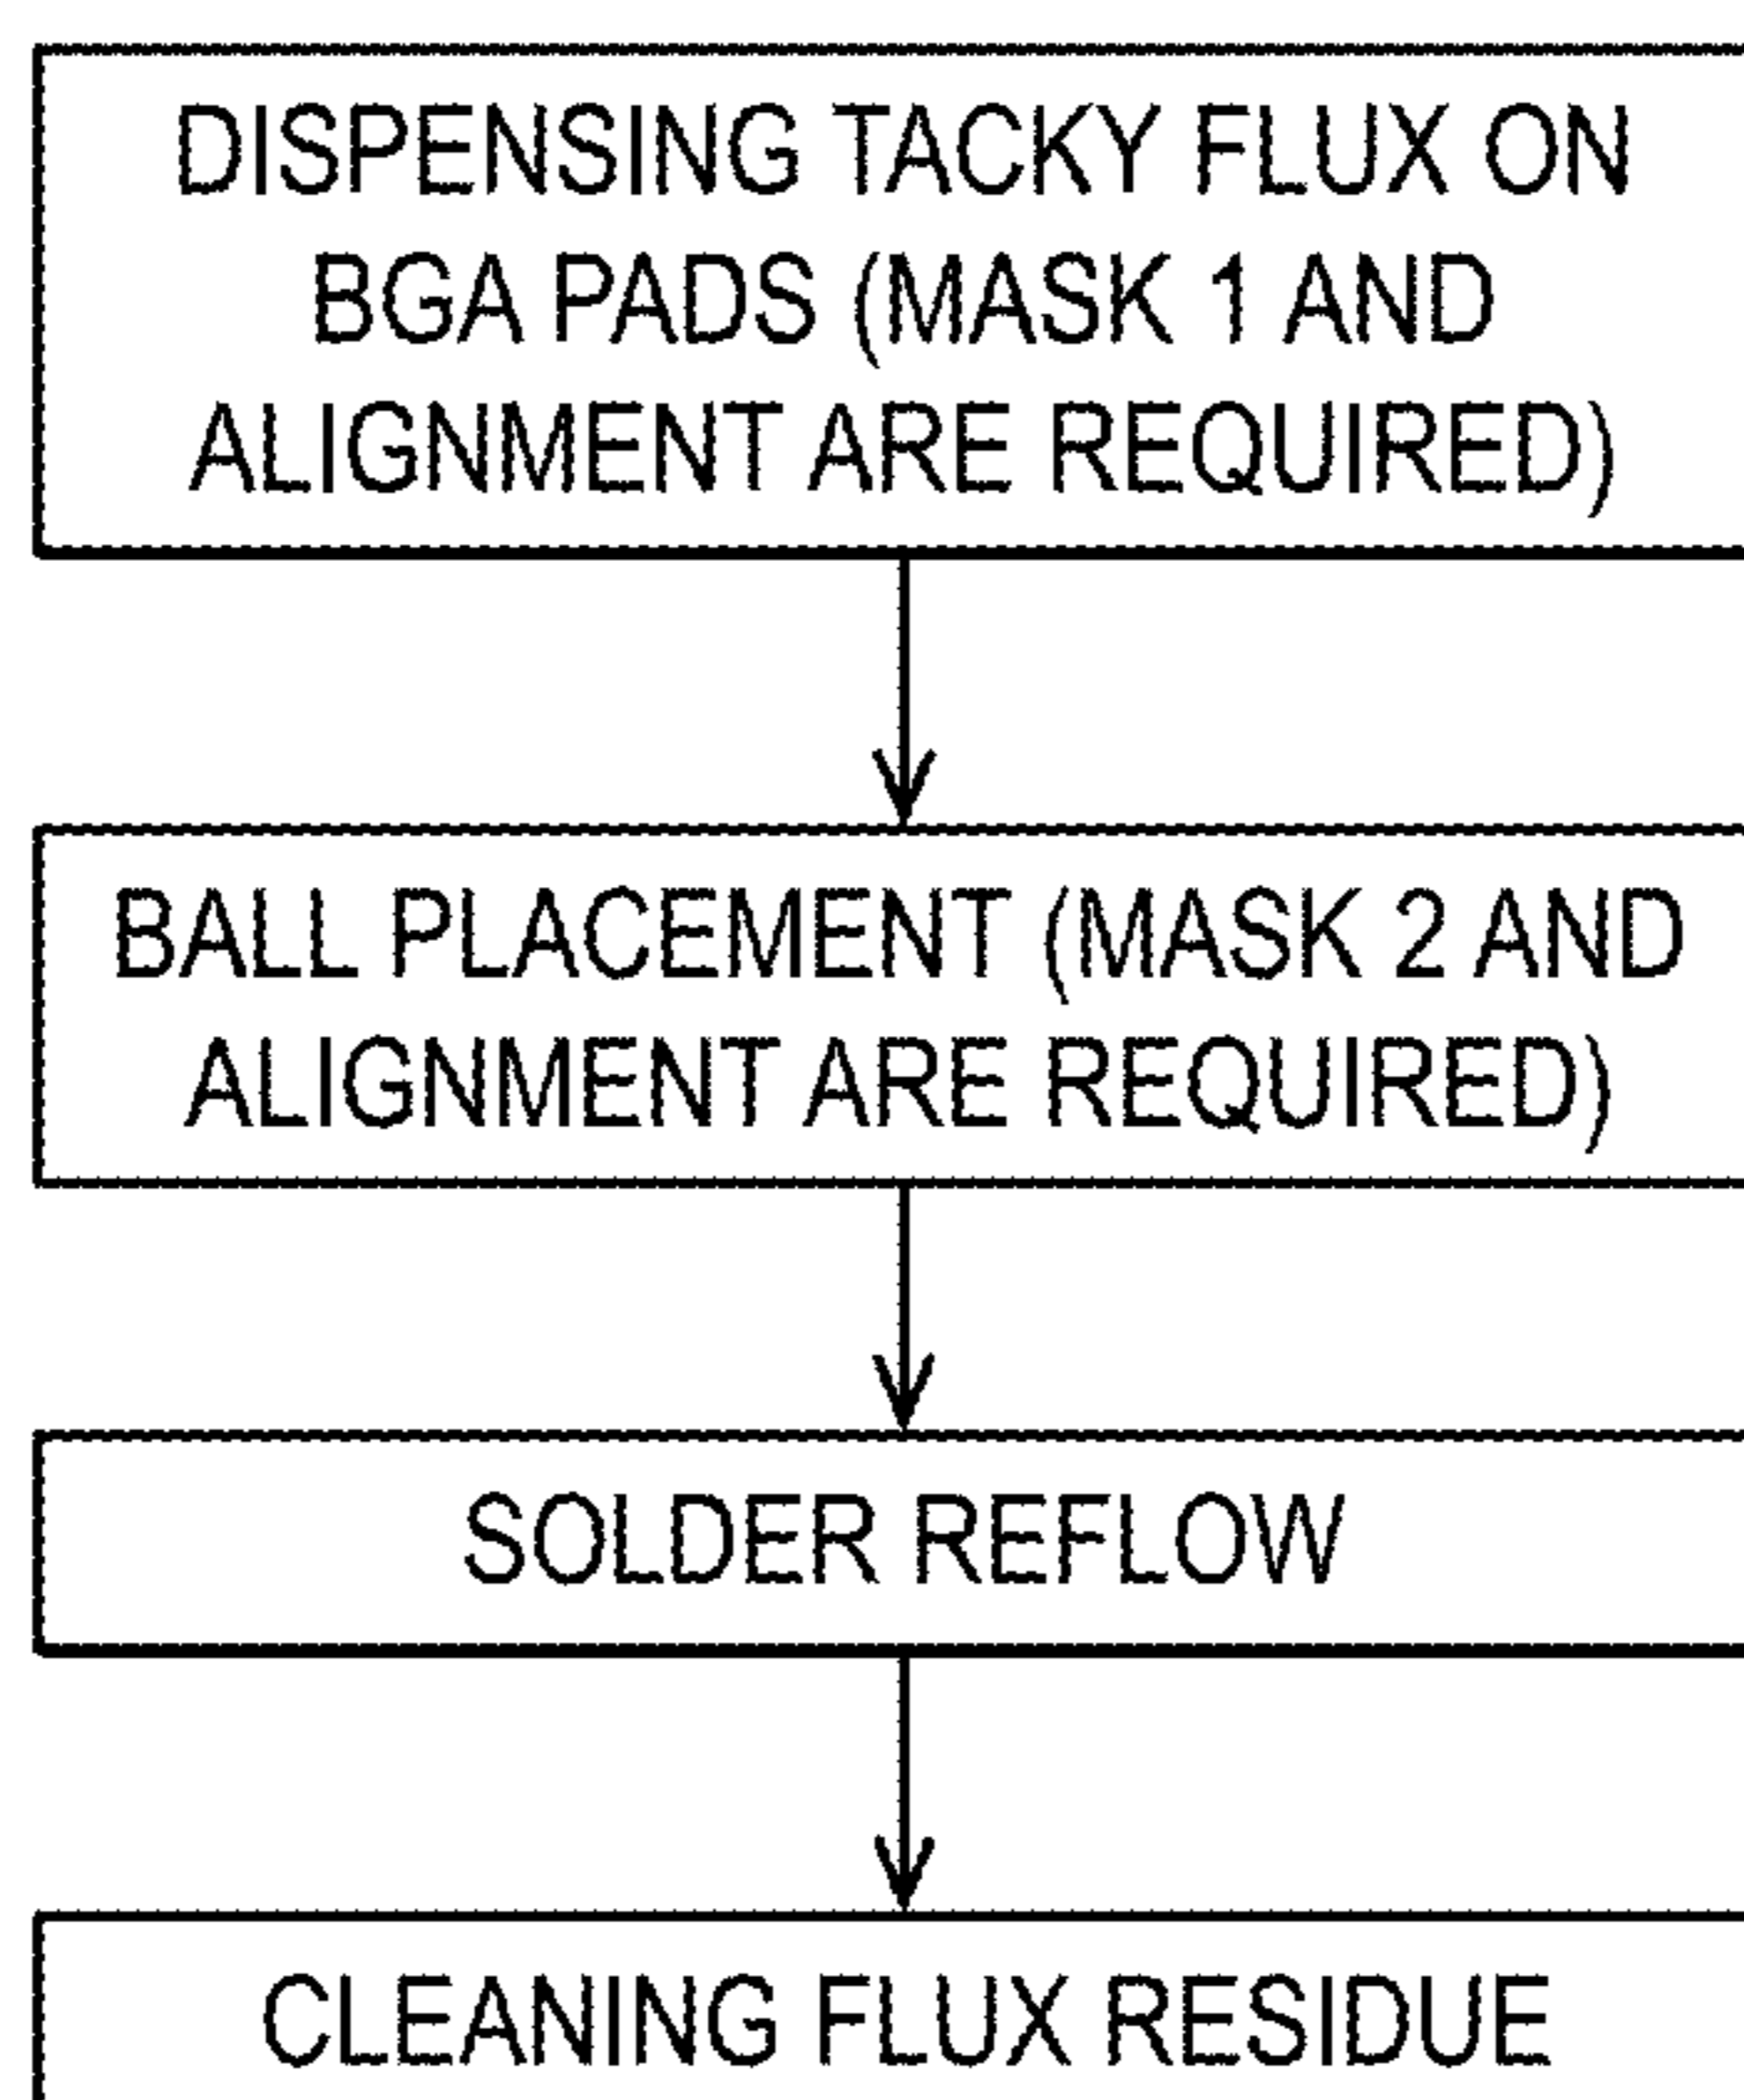 DISPENSING TACKY FLUX ON
BGA PADS (MASK 1 AND
ALIGNMENT ARE REQUIRED)
BALL PLACEMENT (MASK 2 AND
ALIGNMENT ARE REQUIRED)
SOLDER REFLOW
CLEANING FLUX RESIDUE